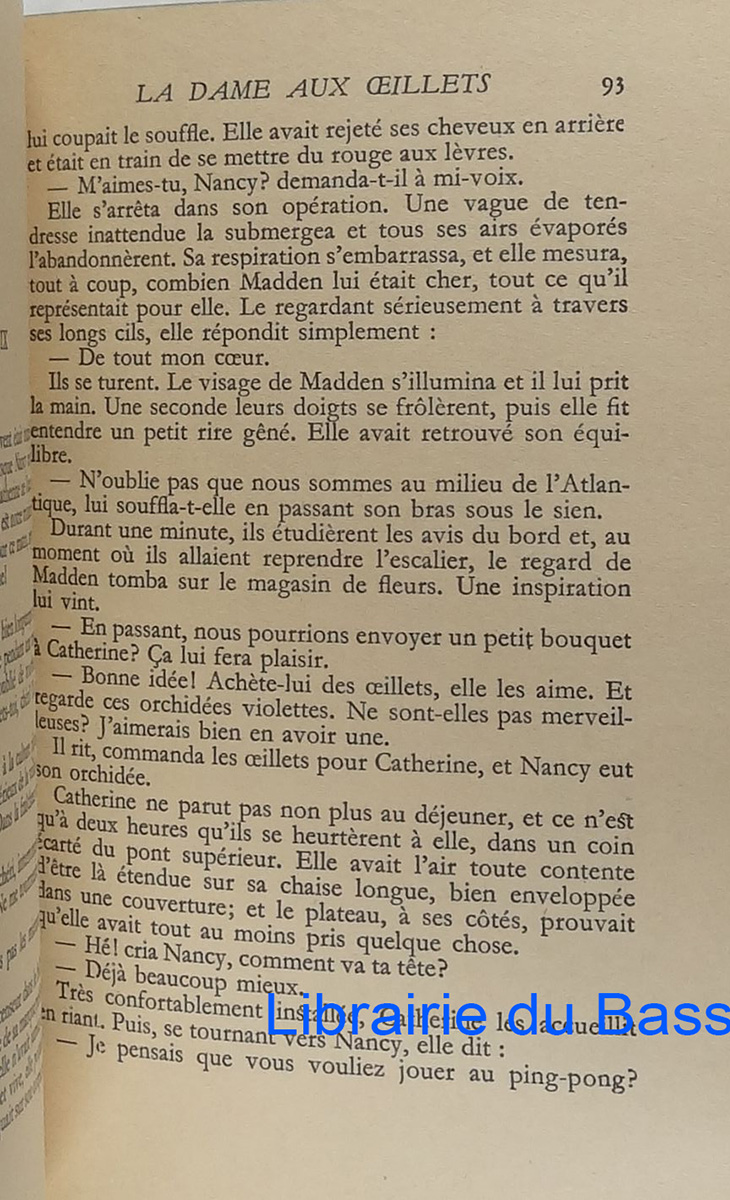 LA DAME AUX ŒILLETS 93
lui coupait le souffle. Elle avait rejeté ses cheveux en arrière
et était en train de se mettre du rouge aux lèvres.
— M'aimes-tu, Nancy? demanda-t-il à mi-voix.
Elle s'arrêta dans son opération. Une vague de ten-
dresse inattendue la submergea et tous ses airs évaporés
l'abandonnèrent. Sa respiration s'embarrassa, et elle mesura,
tout à coup, combien Madden lui était cher, tout ce qu'il
représentait pour elle. Le regardant sérieusement à travers
ses longs cils, elle répondit simplement :
— De tout mon cœur.
Ils se turent. Le visage de Madden s'illumina et il lui prit
la main. Une seconde leurs doigts se frôlèrent, puis elle fit
entendre un petit rire gêné. Elle avait retrouvé son équi-
libre.
— N'oublie pas que nous sommes au milieu de l'Atlan-
tique, lui souffla-t-elle en passant son bras sous le sien.
Durant une minute, ils étudièrent les avis du bord et, au
moment où ils allaient reprendre l'escalier, le regard de
Madden tomba sur le magasin de fleurs. Une inspiration
lui vint.
— En passant, nous pourrions envoyer un petit bouquet
à Catherine? Ça lui fera plaisir.
— Bonne idée! Achète-lui des œillets, elle les aime. Et
regarde ces orchidées violettes. Ne sont-elles pas merveil-
leuses? J'aimerais bien en avoir une.
Il rit, commanda les œillets pour Catherine, et Nancy eut
son orchidée.
Catherine ne parut pas non plus au déjeuner, et ce n'est
qu'à deux heures qu'ils se heurtèrent à elle, dans un coin
écarté du pont supérieur. Elle avait l'air toute contente
d'être là étendue sur sa chaise longue, bien enveloppée
dans une couverture; et le plateau, à ses côtés, prouvait
qu'elle avait tout au moins pris quelque chose.
— Hé! cria Nancy, comment va ta tête?
— Déjà beaucoup mieux.
Très confortablement installée, Catherine les accueillit
en riant. Puis, se tournant vers Nancy, elle dit :
— Je pensais que vous vouliez jouer au ping-pong?
Librairie du Bass